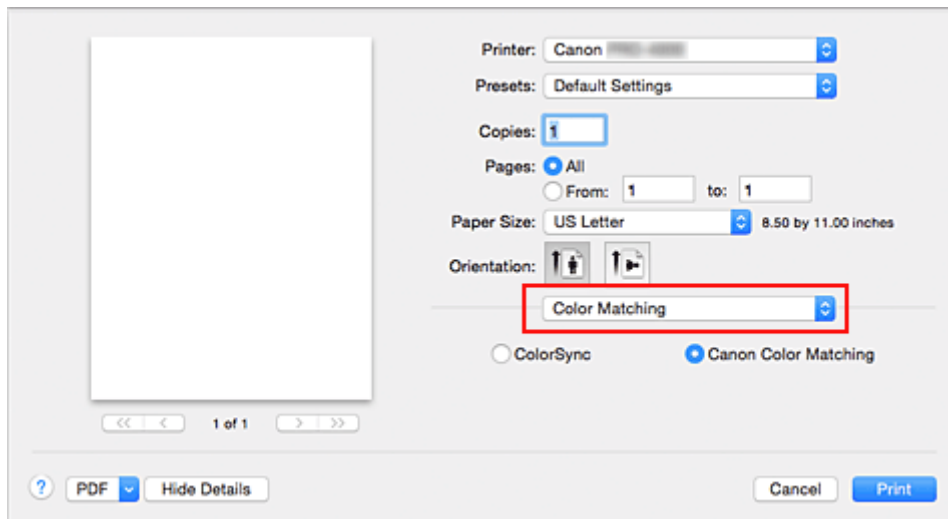 Printer: Canon
Presets: Default Settings
Copies: 1
Pages: All
From: 1 to: 1
Paper Size: US Letter 8.50 by 11.00 inches
Orientation:
Color Matching
ColorSync Canon Color Matching
<< < 1 of 1 > >>
? PDF Hide Details Cancel Print